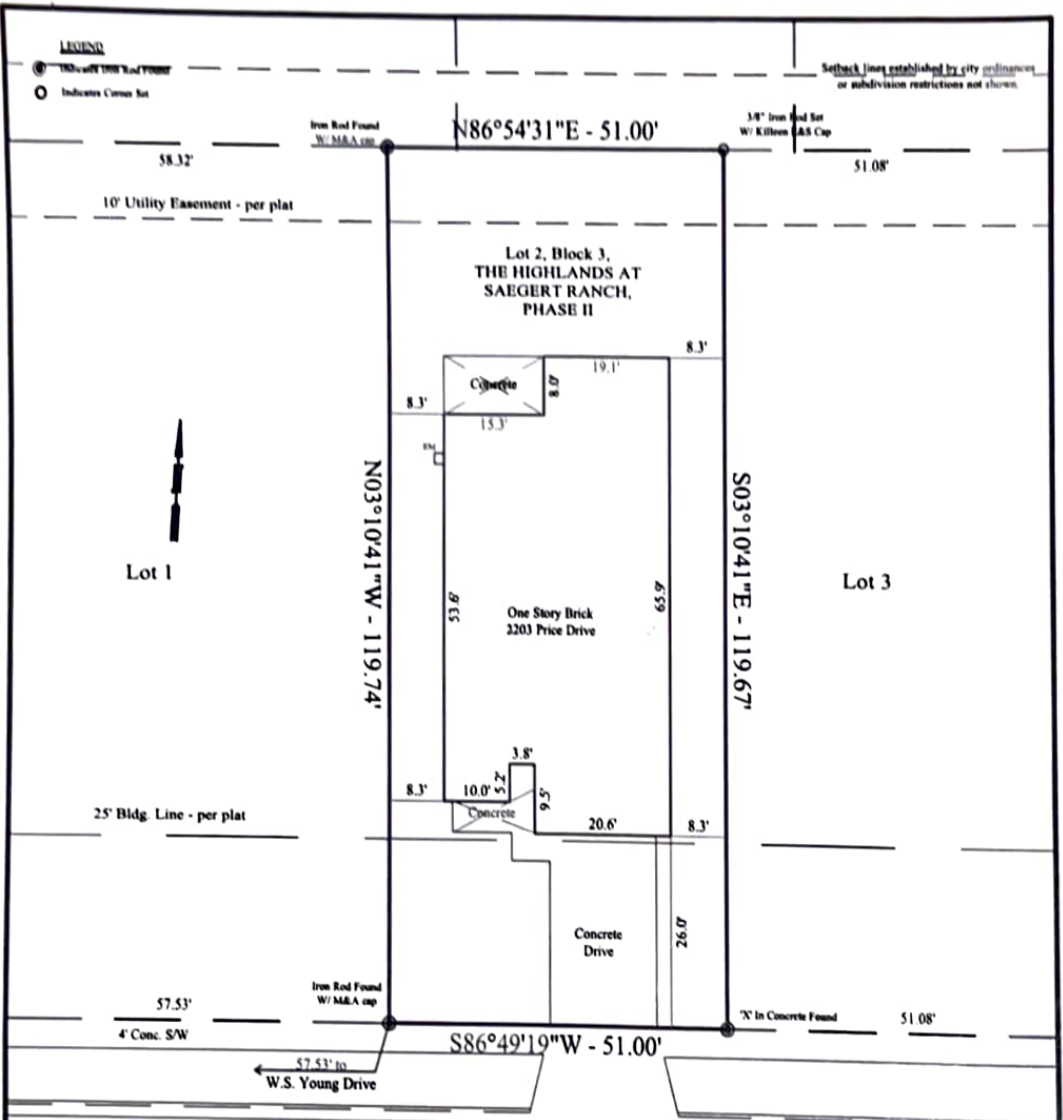 LEGEND
Indicates Iron Rod Found
Indicates Corner Set
Setback lines established by city ordinances
or subdivision restrictions not shown.
Iron Rod Found
W/ M&A cap
N86°54'31"E - 51.00'
3/8" Iron Rod Set
W/ Killeen E&S Cap
58.32'
51.08'
10' Utility Easement - per plat
Lot 2, Block 3,
THE HIGHLANDS AT
SAEGERT RANCH,
PHASE II
8.3'
19.1'
Concrete
8.0'
8.3'
15.3'
EM
N03°10'41"W - 119.74'
S03°10'41"E - 119.67'
Lot 1
Lot 3
53.6'
65.9'
One Story Brick
2203 Price Drive
3.8'
8.3'
10.0'
5.2'
9.5'
Concrete
25' Bldg. Line - per plat
20.6'
8.3'
Concrete
Drive
26.0'
Iron Rod Found
W/ M&A cap
57.53'
'X' In Concrete Found
51.08'
4' Conc. S/W
S86°49'19"W - 51.00'
57.53' to
W.S. Young Drive